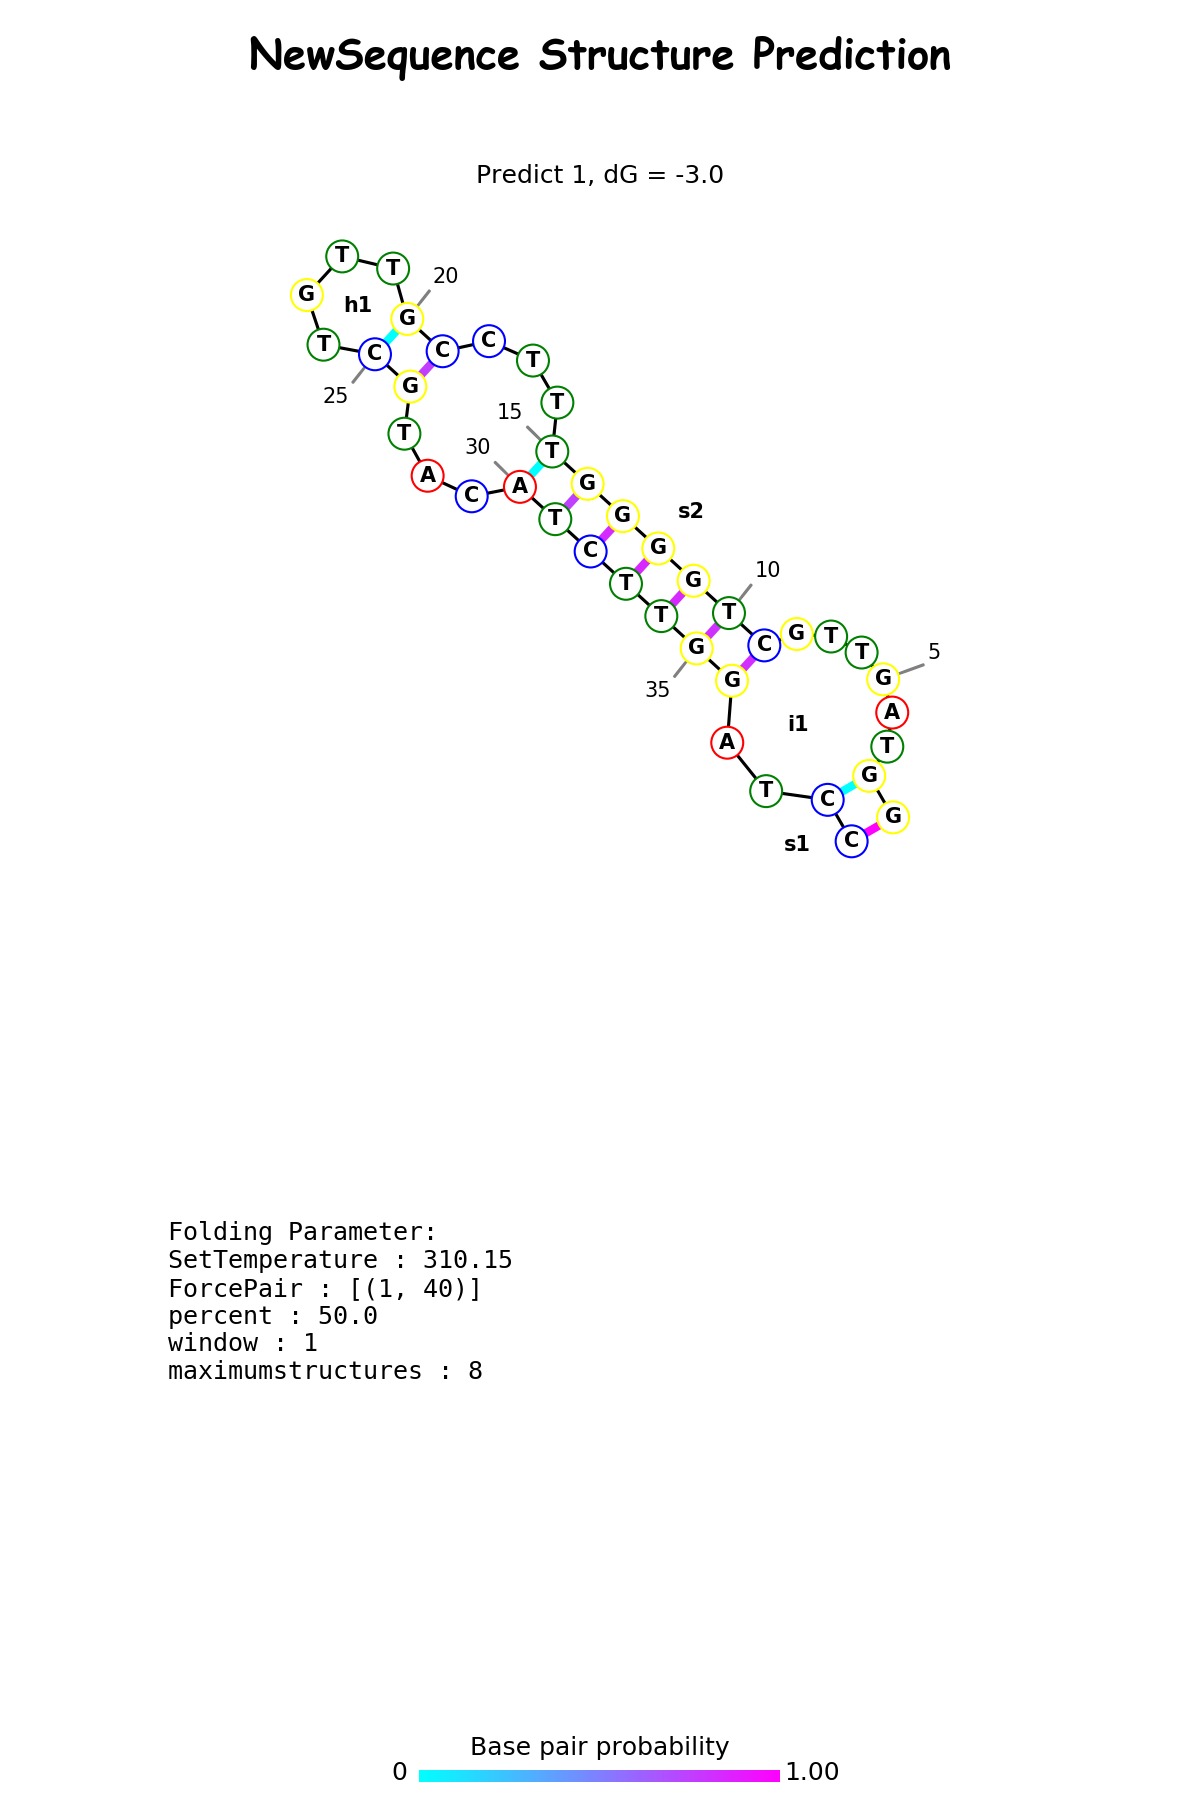 NewSequence Structure Prediction
Predict 1, dG = -3.0
T T 20
G h1 G C
T C C T
25 G 15 T
T 30 T
A C A G
T G s2
C G
T G 10
T T G T T
G C 5
35 G G
A i1 A
T T
C G
s1 C G
Folding Parameter:
SetTemperature : 310.15
ForcePair : [(1, 40)]
percent : 50.0
window : 1
maximumstructures : 8
Base pair probability
0 1.00